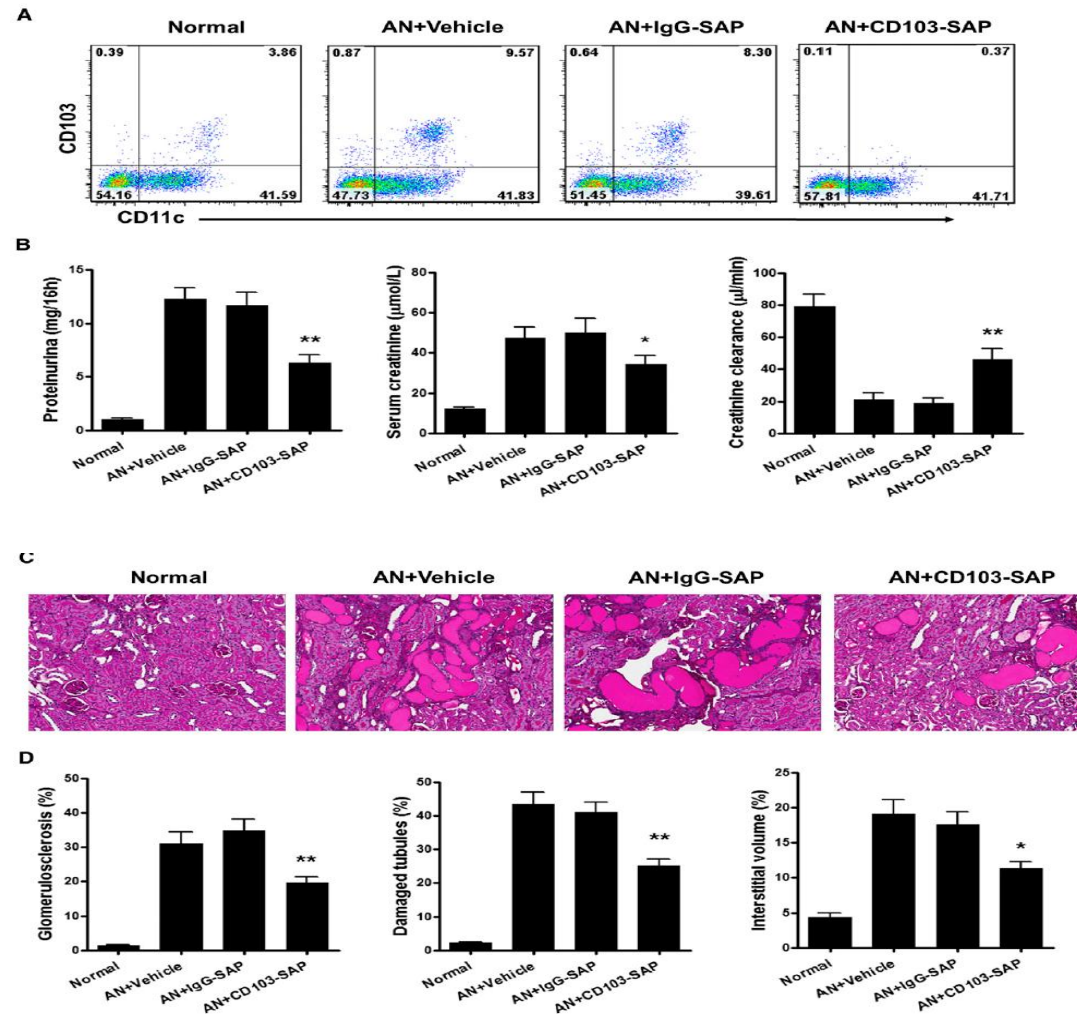 A
Normal
AN+Vehicle
AN+IgG-SAP
AN+CD103-SAP
0.39
3.86
0.87
9.57
0.64
8.30
0.11
0.37
CD103
54.16
41.59
47.73
41.83
51.45
39.61
57.81
41.71
CD11c
B
Proteinurina (mg/16h)
15
10
5
0
Normal
AN+Vehicle
AN+IgG-SAP
AN+CD103-SAP
**
Serum creatinine (μmol/L)
80
60
40
20
0
Normal
AN+Vehicle
AN+IgG-SAP
AN+CD103-SAP
*
Creatinine clearance (μl/min)
100
80
60
40
20
0
Normal
AN+Vehicle
AN+IgG-SAP
AN+CD103-SAP
**
C
Normal
AN+Vehicle
AN+IgG-SAP
AN+CD103-SAP
D
Glomerulosclerosis (%)
50
40
30
20
10
0
Normal
AN+Vehicle
AN+IgG-SAP
AN+CD103-SAP
**
Damaged tubules (%)
50
40
30
20
10
0
Normal
AN+Vehicle
AN+IgG-SAP
AN+CD103-SAP
**
Interstitial volume (%)
25
20
15
10
5
0
Normal
AN+Vehicle
AN+IgG-SAP
AN+CD103-SAP
*